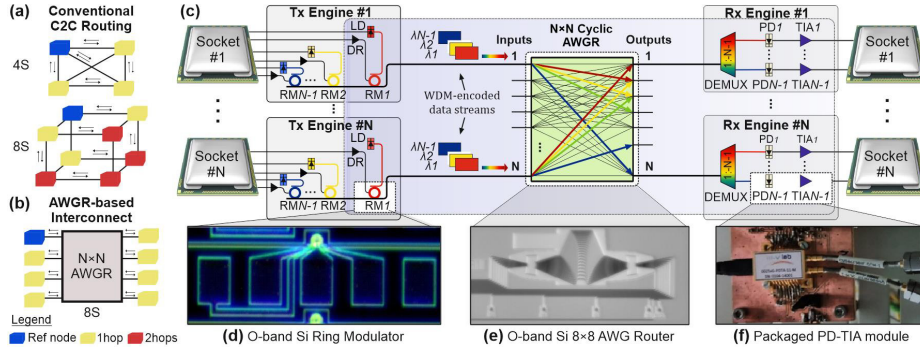 (a) Conventional
C2C Routing
4S
8S
(b) AWGR-based
Interconnect
N×N
AWGR
8S
Legend
Ref node 1hop 2hops
(c)
Tx Engine #1
LD
DR
RMN-1 RM2 RM1
Socket
#1
λN-1
λ2
λ1
WDM-encoded
data streams
Inputs
N×N Cyclic
AWGR
Outputs
1
1
Rx Engine #1
PD1 TIA1
DEMUX PDN-1 TIAN-1
Socket
#1
Tx Engine #N
LD
DR
RMN-1 RM2 RM1
Socket
#N
λN-1
λ2
λ1
N
N
Rx Engine #N
PD1 TIA1
DEMUX PDN-1 TIAN-1
Socket
#N
(d) O-band Si Ring Modulator
(e) O-band Si 8×8 AWG Router
(f) Packaged PD-TIA module